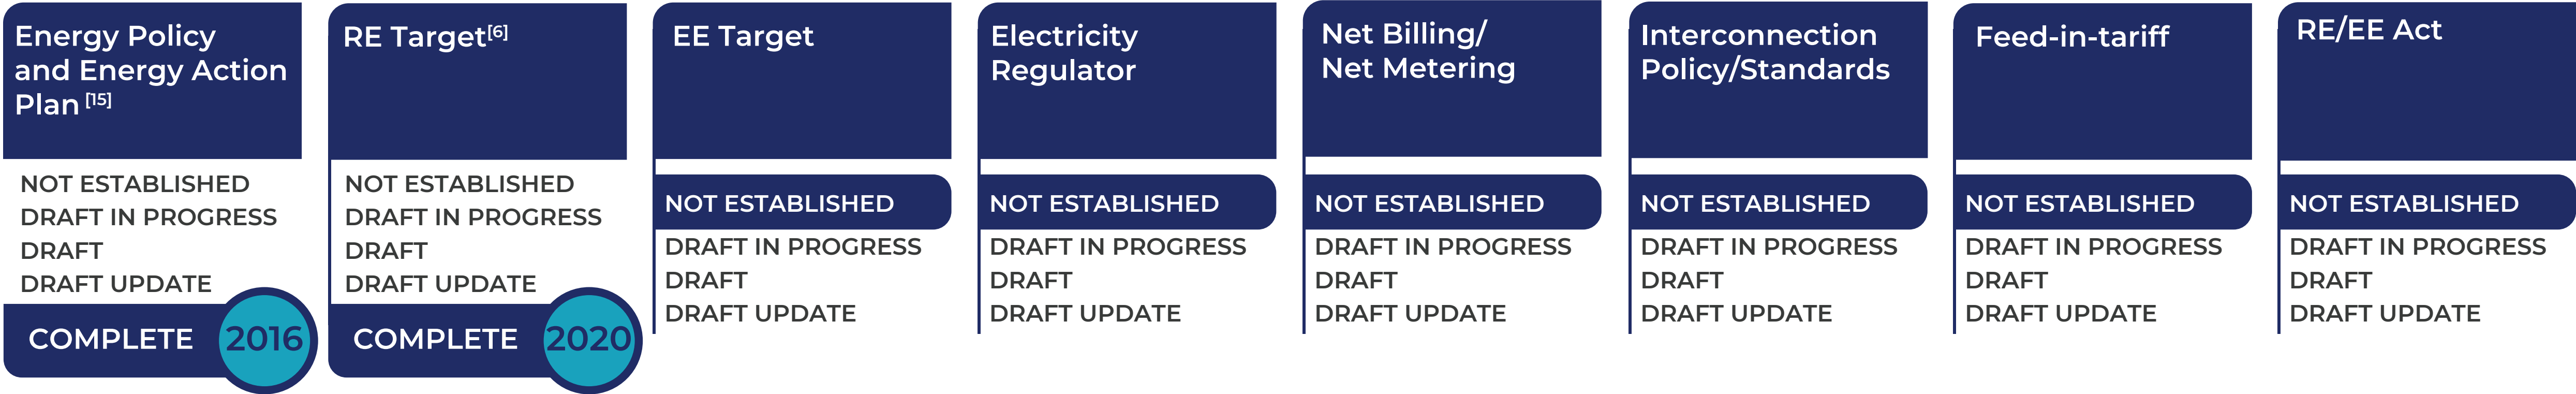 Energy Policy
and Energy Action
Plan [15]
NOT ESTABLISHED
DRAFT IN PROGRESS
DRAFT
DRAFT UPDATE
COMPLETE 2016
RE Target[6]
NOT ESTABLISHED
DRAFT IN PROGRESS
DRAFT
DRAFT UPDATE
COMPLETE 2020
EE Target
NOT ESTABLISHED
DRAFT IN PROGRESS
DRAFT
DRAFT UPDATE
Electricity
Regulator
NOT ESTABLISHED
DRAFT IN PROGRESS
DRAFT
DRAFT UPDATE
Net Billing/
Net Metering
NOT ESTABLISHED
DRAFT IN PROGRESS
DRAFT
DRAFT UPDATE
Interconnection
Policy/Standards
NOT ESTABLISHED
DRAFT IN PROGRESS
DRAFT
DRAFT UPDATE
Feed-in-tariff
NOT ESTABLISHED
DRAFT IN PROGRESS
DRAFT
DRAFT UPDATE
RE/EE Act
NOT ESTABLISHED
DRAFT IN PROGRESS
DRAFT
DRAFT UPDATE